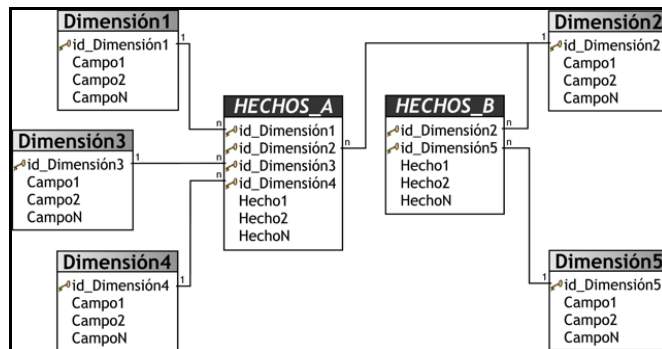 Dimensión1
id_Dimensión1
Campo1
Campo2
CampoN
1
Dimensión3
id_Dimensión3
Campo1
Campo2
CampoN
1
Dimensión4
id_Dimensión4
Campo1
Campo2
CampoN
1
HECHOS_A
id_Dimensión1
id_Dimensión2
id_Dimensión3
id_Dimensión4
Hecho1
Hecho2
HechoN
n
n
n
n
HECHOS_B
id_Dimensión2
id_Dimensión5
Hecho1
Hecho2
HechoN
n
n
Dimensión2
id_Dimensión2
Campo1
Campo2
CampoN
1
Dimensión5
id_Dimensión5
Campo1
Campo2
CampoN
1